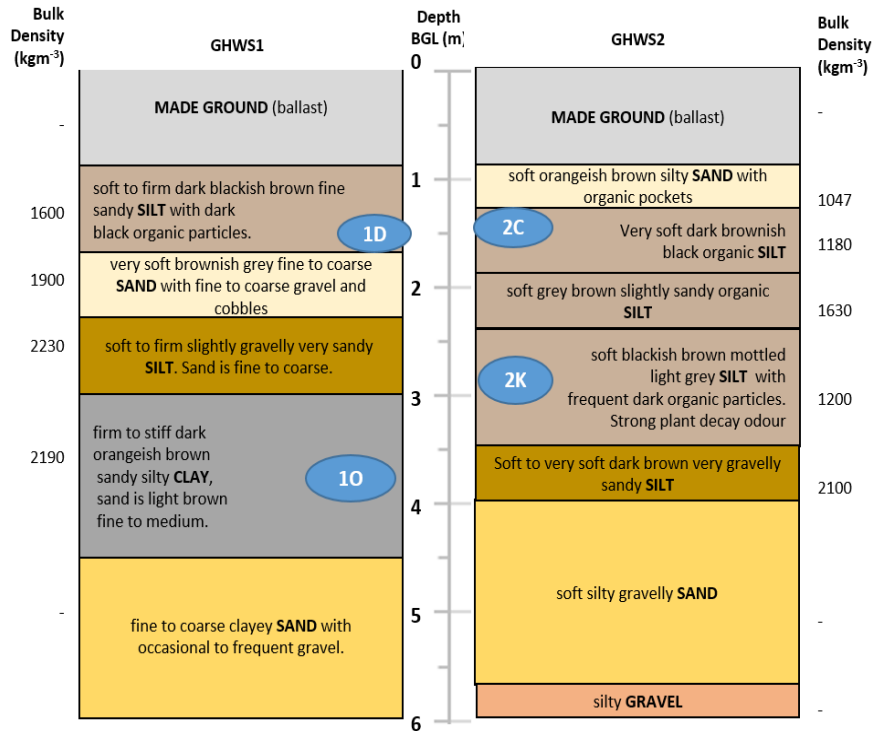 Bulk
Density
(kgm-3)
GHWS1
Depth
BGL (m)
GHWS2
Bulk
Density
(kgm-3)
0
1
2
3
4
5
6
-
1600
1900
2230
2190
-
MADE GROUND (ballast)
soft to firm dark blackish brown fine
sandy SILT with dark
black organic particles.
1D
very soft brownish grey fine to coarse
SAND with fine to coarse gravel and
cobbles
soft to firm slightly gravelly very sandy
SILT. Sand is fine to coarse.
firm to stiff dark
orangeish brown
sandy silty CLAY,
sand is light brown
fine to medium.
1O
fine to coarse clayey SAND with
occasional to frequent gravel.
MADE GROUND (ballast)
soft orangeish brown silty SAND with
organic pockets
2C
Very soft dark brownish
black organic SILT
soft grey brown slightly sandy organic
SILT
2K
soft blackish brown mottled
light grey SILT with
frequent dark organic particles.
Strong plant decay odour
Soft to very soft dark brown very gravelly
sandy SILT
soft silty gravelly SAND
silty GRAVEL
-
1047
1180
1630
1200
2100
-
-